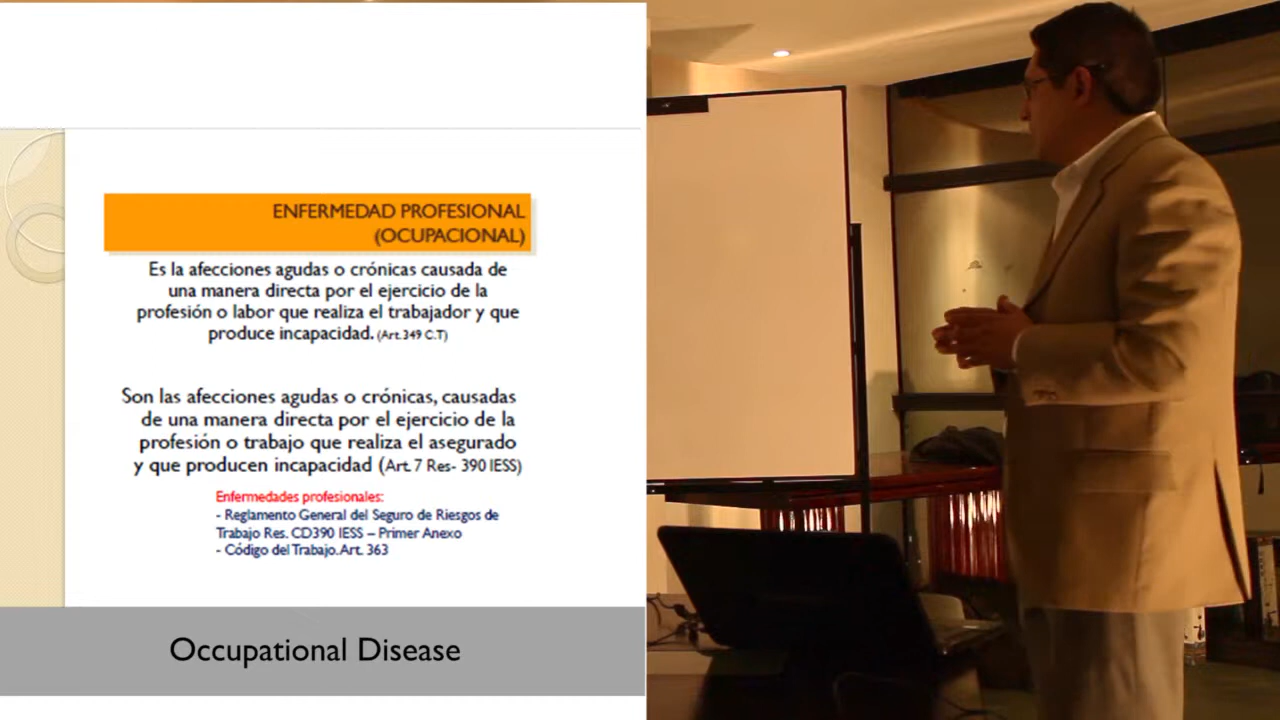 ENFERMEDAD PROFESIONAL
(OCUPACIONAL)
Es la afecciones agudas o crónicas causada de
una manera directa por el ejercicio de la
profesión o labor que realiza el trabajador y que
produce incapacidad. (Art.349 C.T)
Son las afecciones agudas o crónicas, causadas
de una manera directa por el ejercicio de la
profesión o trabajo que realiza el asegurado
y que producen incapacidad (Art. 7 Res- 390 IESS)
Enfermedades profesionales:
- Reglamento General del Seguro de Riesgos de
Trabajo Res. CD390 IESS – Primer Anexo
- Código del Trabajo. Art. 363
Occupational Disease